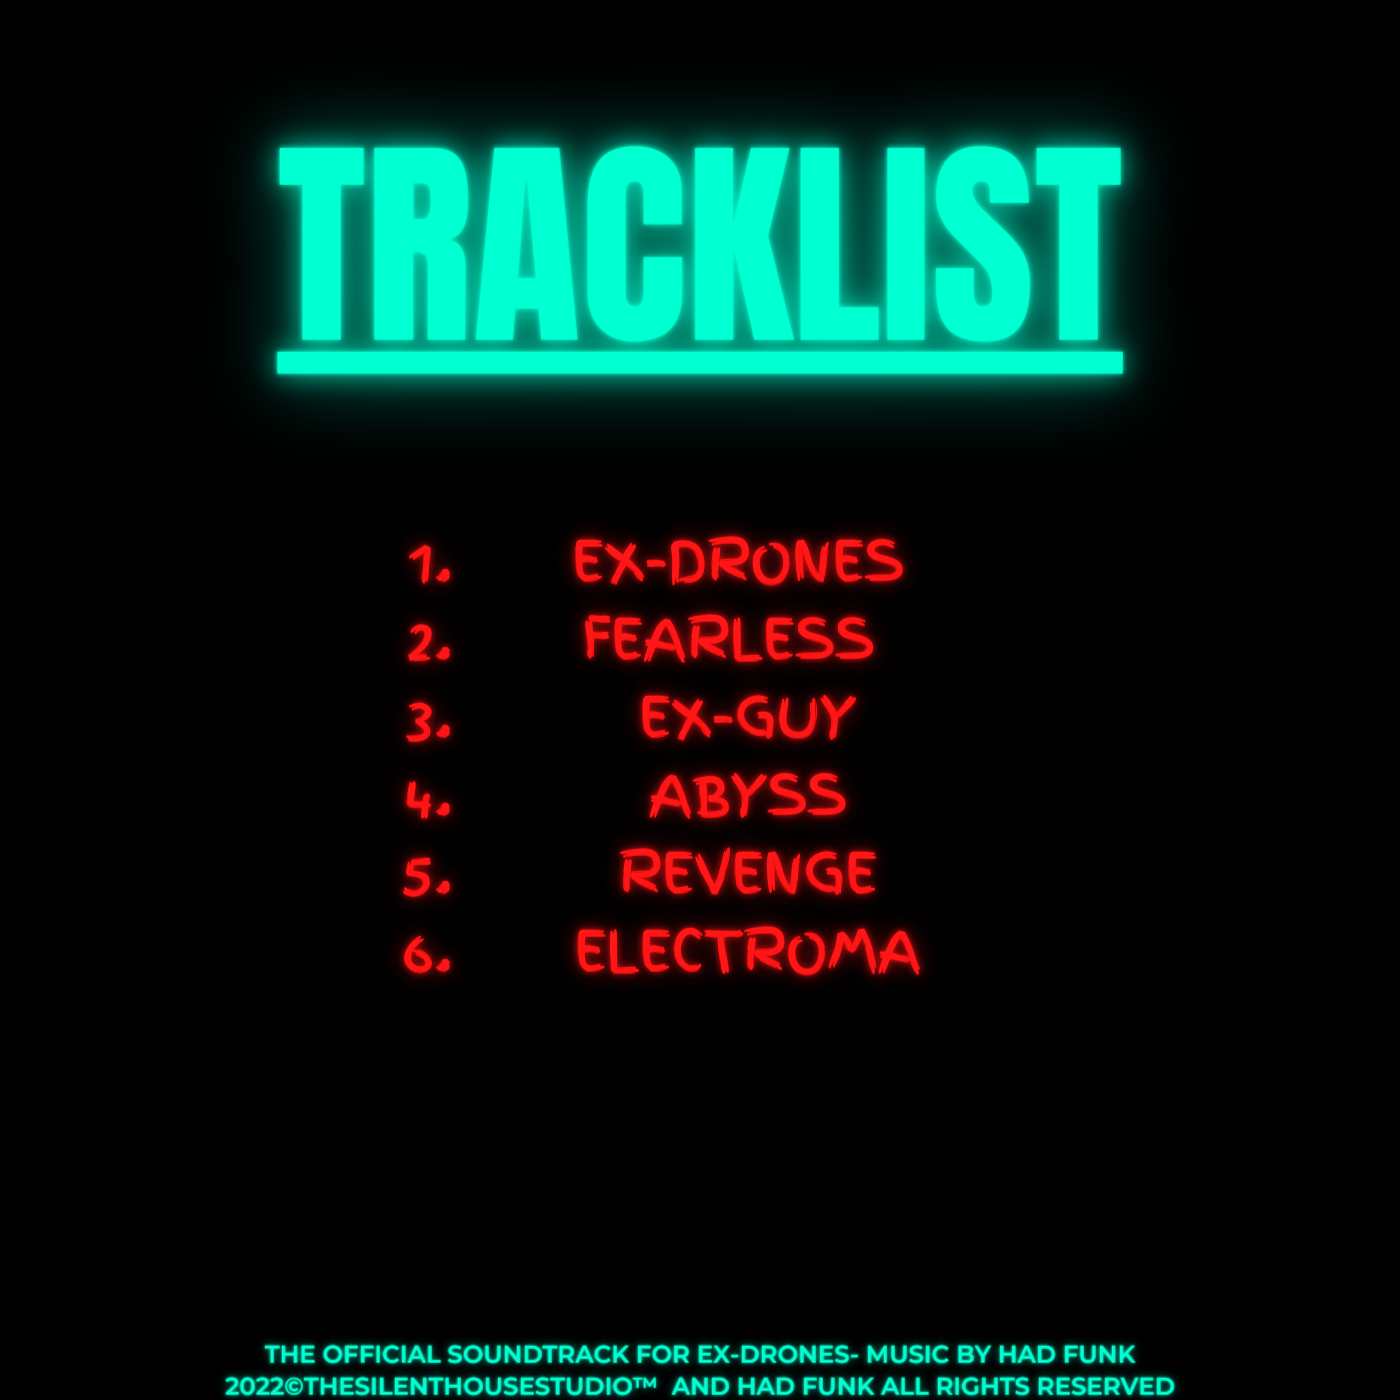 TRACKLIST
1. EX-DRONES
2. FEARLESS
3. EX-GUY
4. ABYSS
5. REVENGE
6. ELECTROMA
THE OFFICIAL SOUNDTRACK FOR EX-DRONES- MUSIC BY HAD FUNK
2022©THESILENTHOUSESTUDIO™ AND HAD FUNK ALL RIGHTS RESERVED